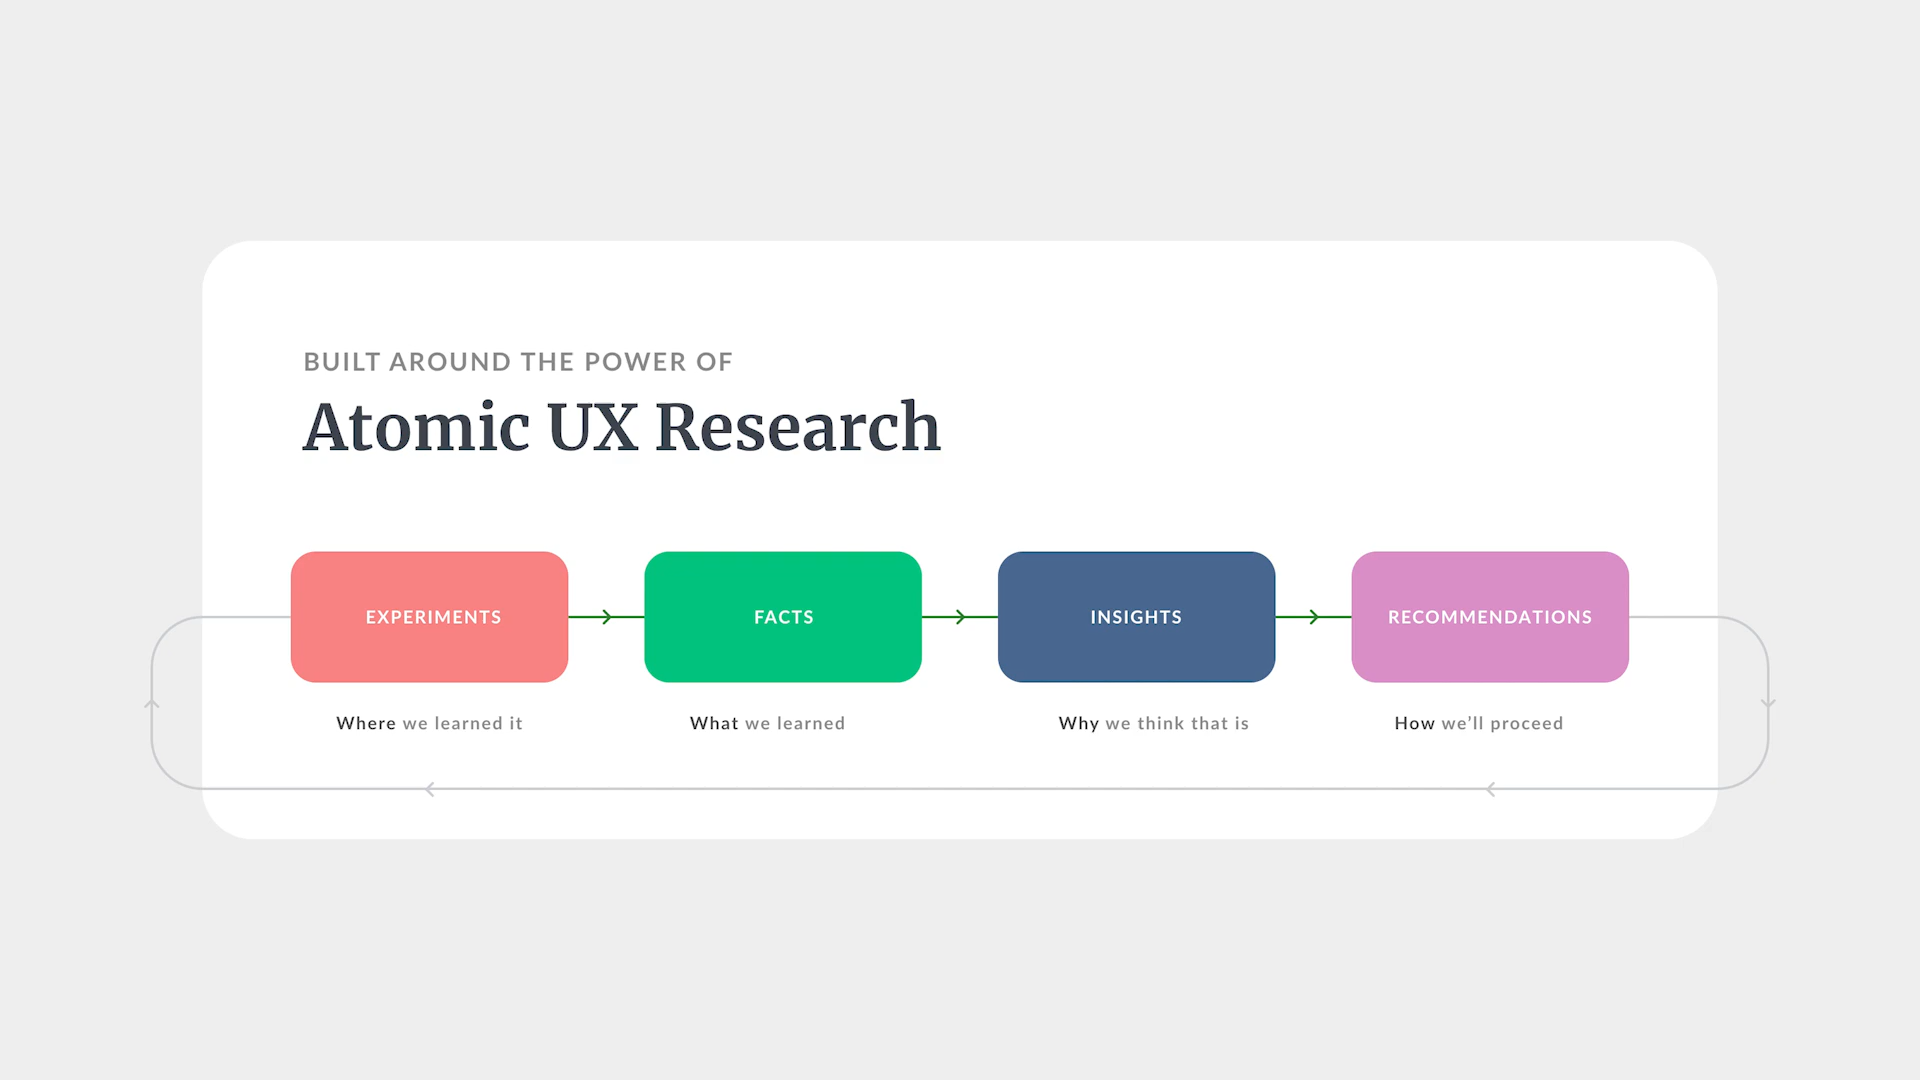 BUILT AROUND THE POWER OF
Atomic UX Research
EXPERIMENTS
FACTS
INSIGHTS
RECOMMENDATIONS
Where we learned it
What we learned
Why we think that is
How we’ll proceed